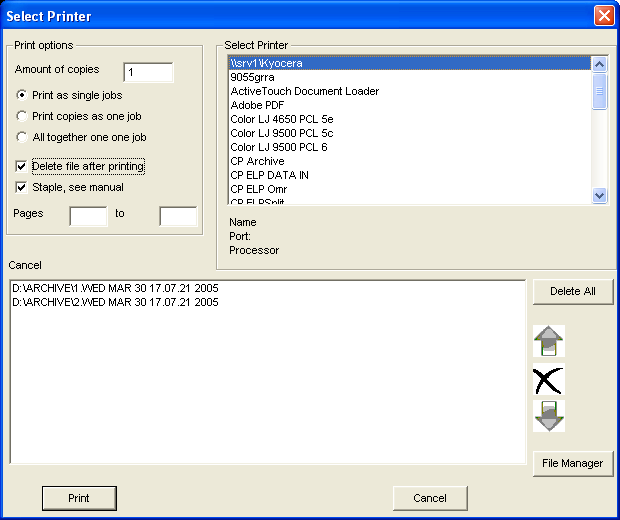 Select Printer
Print options
Amount of copies 1
Print as single jobs
Print copies as one job
All together one one job
Delete file after printing
Staple, see manual
Pages to
Select Printer
\\srv1\Kyocera
9055grra
ActiveTouch Document Loader
Adobe PDF
Color LJ 4650 PCL 5e
Color LJ 9500 PCL 5c
Color LJ 9500 PCL 6
CP Archive
CP ELP DATA IN
CP ELP Omr
CP ELPSplit
Name
Port:
Processor
Cancel
D:\ARCHIVE\1.WED MAR 30 17.07.21 2005
D:\ARCHIVE\2.WED MAR 30 17.07.21 2005
Delete All
File Manager
Print
Cancel